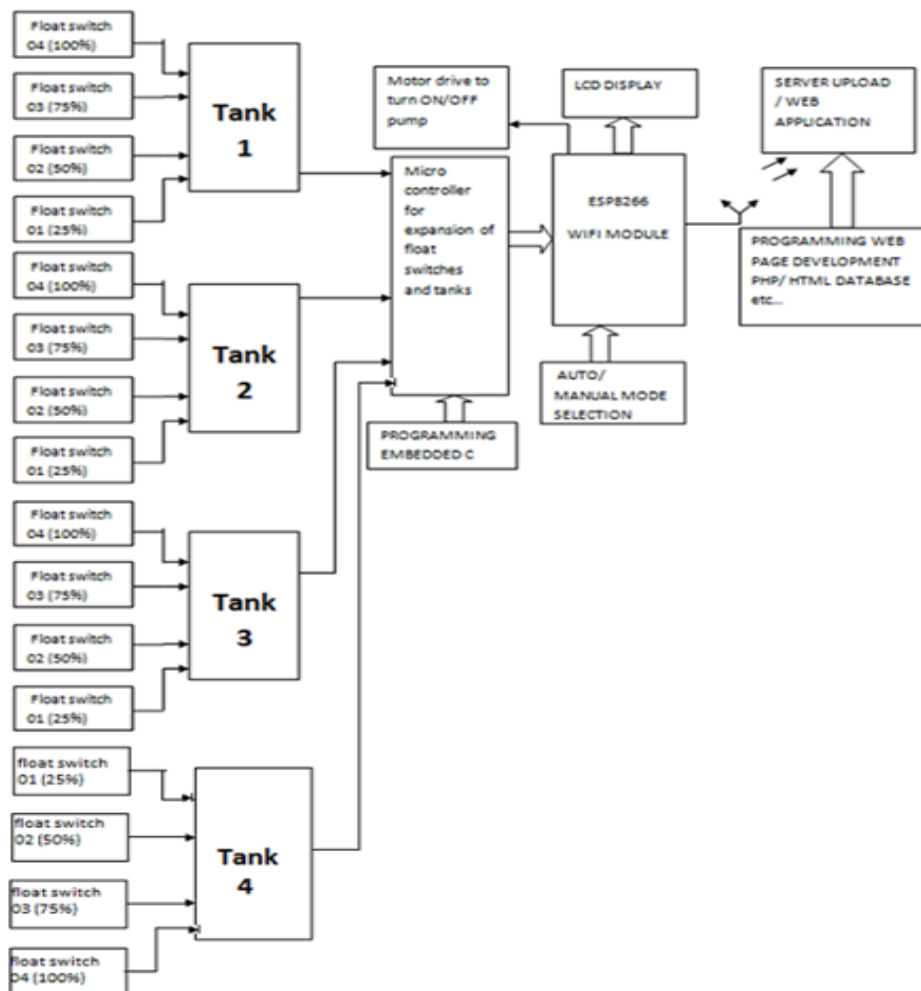 Float switch
04 (100%)
Float switch
03 (75%)
Float switch
02 (50%)
Float switch
01 (25%)
Tank
1
Float switch
04 (100%)
Float switch
03 (75%)
Float switch
02 (50%)
Float switch
01 (25%)
Tank
2
Float switch
04 (100%)
Float switch
03 (75%)
Float switch
02 (50%)
Float switch
01 (25%)
Tank
3
float switch
01 (25%)
float switch
02 (50%)
float switch
03 (75%)
float switch
04 (100%)
Tank
4
Motor drive to
turn ON/OFF
pump
Micro
controller
for
expansion of
float
switches
and tanks
PROGRAMMING
EMBEDDED C
LCD DISPLAY
ESP8266
WIFI MODULE
AUTO/
MANUAL MODE
SELECTION
SERVER UPLOAD
/ WEB
APPLICATION
PROGRAMMING WEB
PAGE DEVELOPMENT
PHP/ HTML DATABASE
etc...